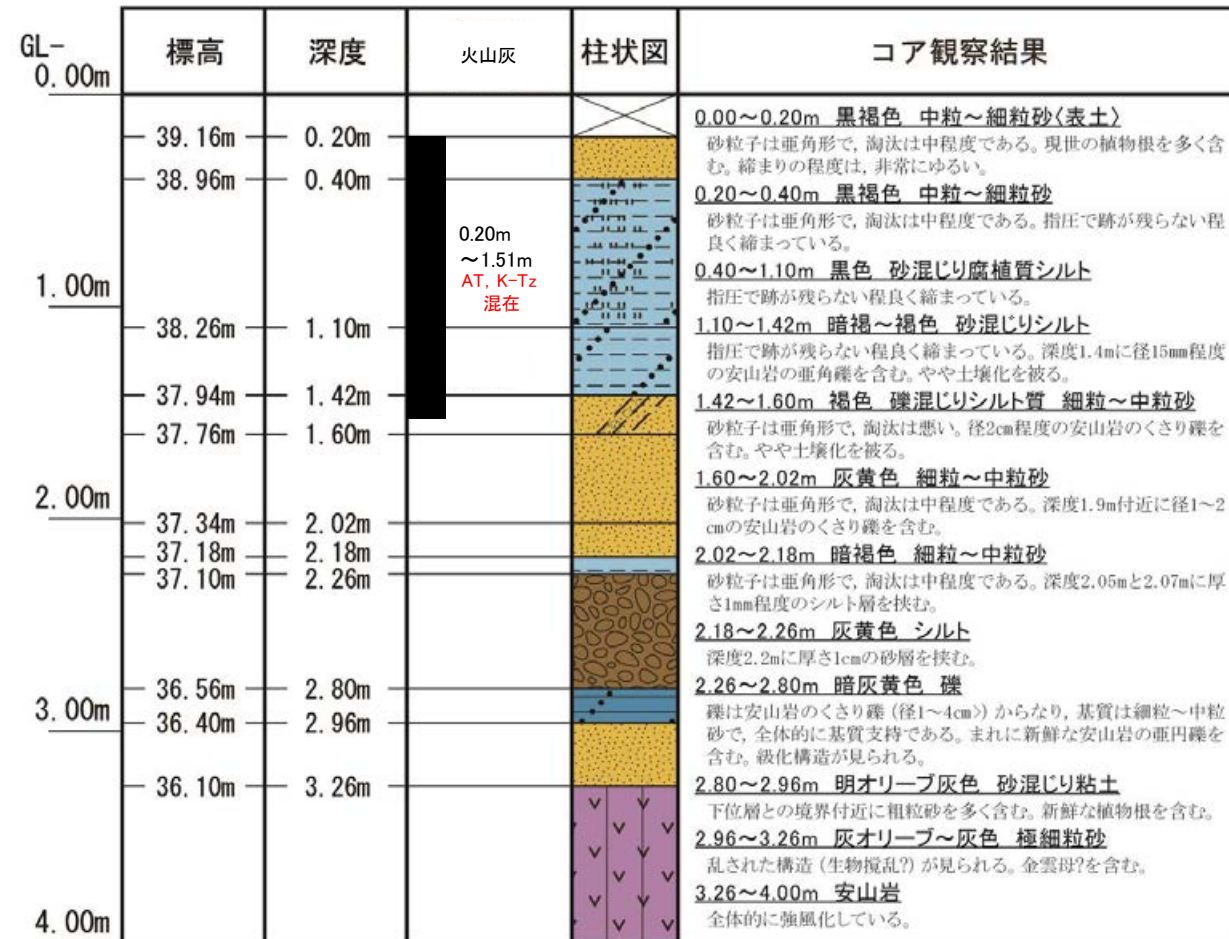 GL-
0.00m
標高
深度
火山灰
柱状図
コア観察結果
39.16m
0.20m
38.96m
0.40m
0.20m
～1.51m
AT, K-Tz
混在
1.00m
38.26m
1.10m
37.94m
1.42m
37.76m
1.60m
2.00m
37.34m
2.02m
37.18m
2.18m
37.10m
2.26m
36.56m
2.80m
3.00m
36.40m
2.96m
36.10m
3.26m
4.00m
0.00～0.20m 黒褐色 中粒～細粒砂〈表土〉
砂粒子は亜角形で, 淘汰は中程度である。現世の植物根を多く含
む。締まりの程度は, 非常にゆるい。
0.20～0.40m 黒褐色 中粒～細粒砂
砂粒子は亜角形で, 淘汰は中程度である。指圧で跡が残らない程
良く締まっている。
0.40～1.10m 黒色 砂混じり腐植質シルト
指圧で跡が残らない程良く締まっている。
1.10～1.42m 暗褐～褐色 砂混じりシルト
指圧で跡が残らない程良く締まっている。深度1.4mに径15mm程度
の安山岩の亜角礫を含む。やや土壌化を被る。
1.42～1.60m 褐色 礫混じりシルト質 細粒～中粒砂
砂粒子は亜角形で, 淘汰は悪い。径2cm程度の安山岩のくさり礫を
含む。やや土壌化を被る。
1.60～2.02m 灰黄色 細粒～中粒砂
砂粒子は亜角形で, 淘汰は中程度である。深度1.9m付近に径1～2
cmの安山岩のくさり礫を含む。
2.02～2.18m 暗褐色 細粒～中粒砂
砂粒子は亜角形で, 淘汰は中程度である。深度2.05mと2.07mに厚
さ1mm程度のシルト層を挟む。
2.18～2.26m 灰黄色 シルト
深度2.2mに厚さ1cmの砂層を挟む。
2.26～2.80m 暗灰黄色 礫
礫は安山岩のくさり礫 (径1～4cm>) からなり, 基質は細粒～中粒
砂で, 全体的に基質支持である。まれに新鮮な安山岩の亜円礫を
含む。級化構造が見られる。
2.80～2.96m 明オリーブ灰色 砂混じり粘土
下位層との境界付近に粗粒砂を多く含む。新鮮な植物根を含む。
2.96～3.26m 灰オリーブ～灰色 極細粒砂
乱された構造 (生物撹乱?) が見られる。金雲母?を含む。
3.26～4.00m 安山岩
全体的に強風化している。